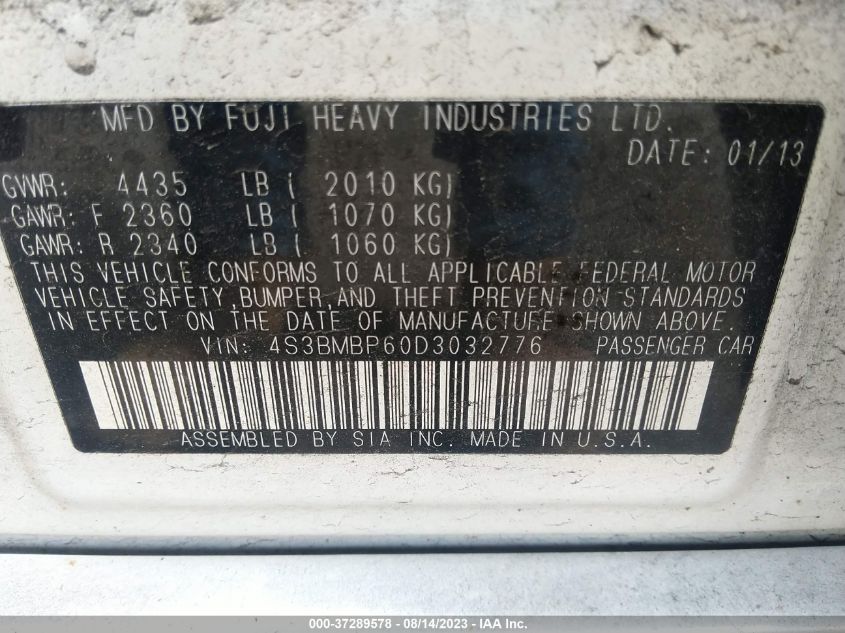 MFD BY FUJI HEAVY INDUSTRIES LTD.
DATE: 01/13
GVWR: 4435 LB ( 2010 KG)
GAWR: F 2360 LB ( 1070 KG)
GAWR: R 2340 LB ( 1060 KG)
THIS VEHICLE CONFORMS TO ALL APPLICABLE FEDERAL MOTOR
VEHICLE SAFETY BUMPER AND THEFT PREVENTION STANDARDS
IN EFFECT ON THE DATE OF MANUFACTURE SHOWN ABOVE.
VIN: 4S3BMBP60D3032776 PASSENGER CAR
ASSEMBLED BY SIA INC. MADE IN U.S.A.
000-37289578 - 08/14/2023 - IAA Inc.